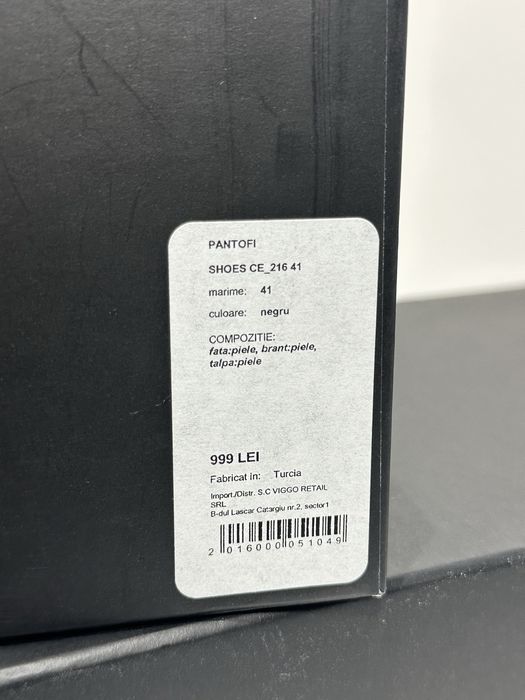 PANTOFI
SHOES CE_216 41
marime: 41
culoare: negru
COMPOZITIE:
fata:piele, brant:piele,
talpa:piele
999 LEI
Fabricat in: Turcia
Import./Distr. S.C VIGGO RETAIL
SRL
B-dul Lascar Catargiu nr.2, sector1
2 016000 051049